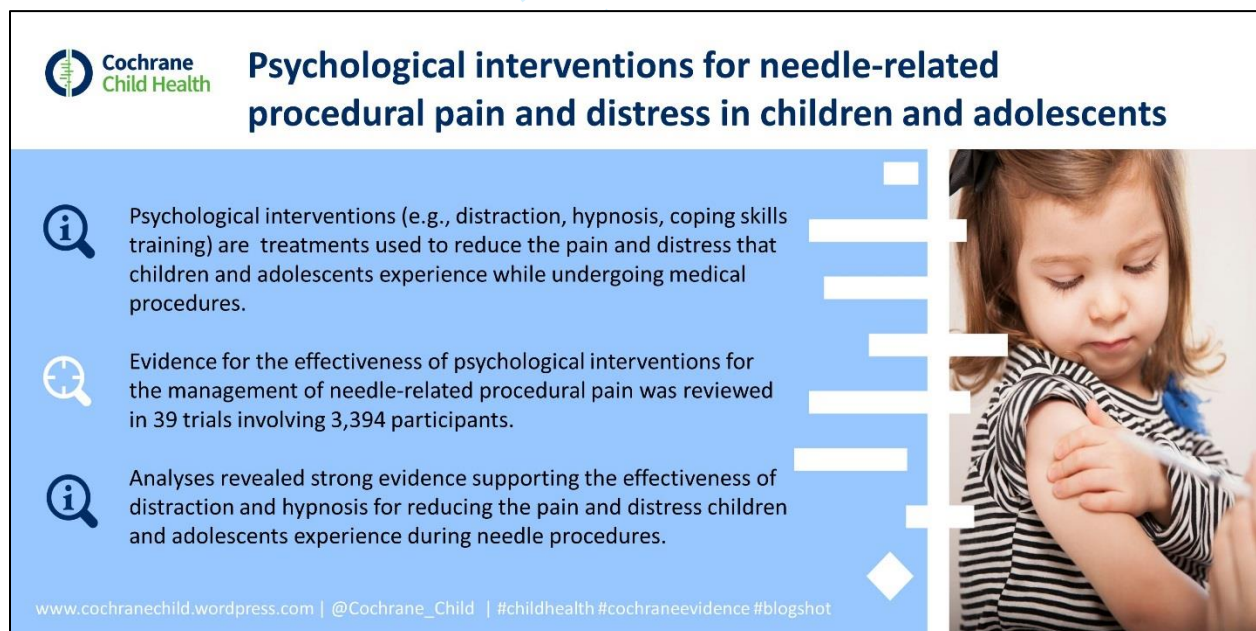 Cochrane
Child Health
Psychological interventions for needle-related
procedural pain and distress in children and adolescents
Psychological interventions (e.g., distraction, hypnosis, coping skills
training) are  treatments used to reduce the pain and distress that
children and adolescents experience while undergoing medical
procedures.
Evidence for the effectiveness of psychological interventions for
the management of needle-related procedural pain was reviewed
in 39 trials involving 3,394 participants.
Analyses revealed strong evidence supporting the effectiveness of
distraction and hypnosis for reducing the pain and distress children
and adolescents experience during needle procedures.
www.cochranechild.wordpress.com | @Cochrane_Child | #childhealth #cochraneevidence #blogshot